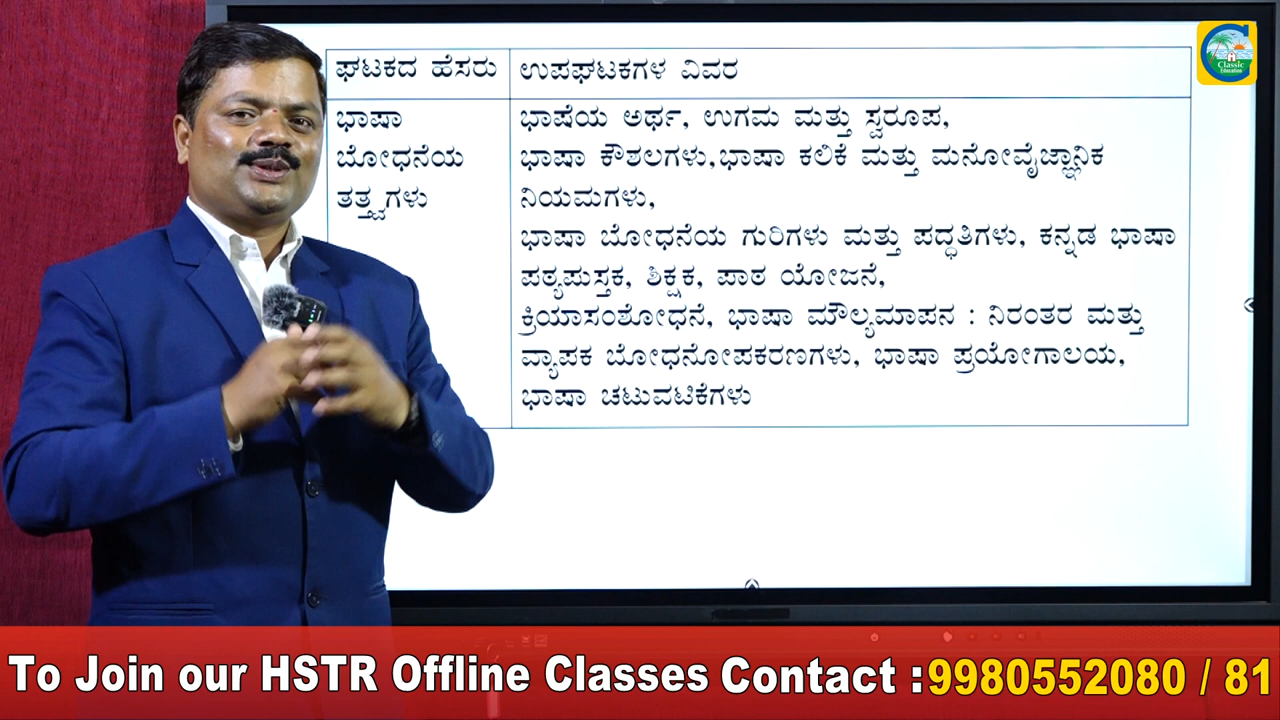 ಘಟಕದ ಹೆಸರು
ಉಪಘಟಕಗಳ ವಿವರ
ಭಾಷಾ
ಬೋಧನೆಯ
ತತ್ತ್ವಗಳು
ಭಾಷೆಯ ಅರ್ಥ, ಉಗಮ ಮತ್ತು ಸ್ವರೂಪ,
ಭಾಷಾ ಕೌಶಲಗಳು,ಭಾಷಾ ಕಲಿಕೆ ಮತ್ತು ಮನೋವೈಜ್ಞಾನಿಕ
ನಿಯಮಗಳು,
ಭಾಷಾ ಬೋಧನೆಯ ಗುರಿಗಳು ಮತ್ತು ಪದ್ಧತಿಗಳು, ಕನ್ನಡ ಭಾಷಾ
ಪಠ್ಯಪುಸ್ತಕ, ಶಿಕ್ಷಕ, ಪಾಠ ಯೋಜನೆ,
ಕ್ರಿಯಾಸಂಶೋಧನೆ, ಭಾಷಾ ಮೌಲ್ಯಮಾಪನ : ನಿರಂತರ ಮತ್ತು
ವ್ಯಾಪಕ ಬೋಧನೋಪಕರಣಗಳು, ಭಾಷಾ ಪ್ರಯೋಗಾಲಯ,
ಭಾಷಾ ಚಟುವಟಿಕೆಗಳು
Classic
Education
To Join our HSTR Offline Classes Contact :9980552080 / 81